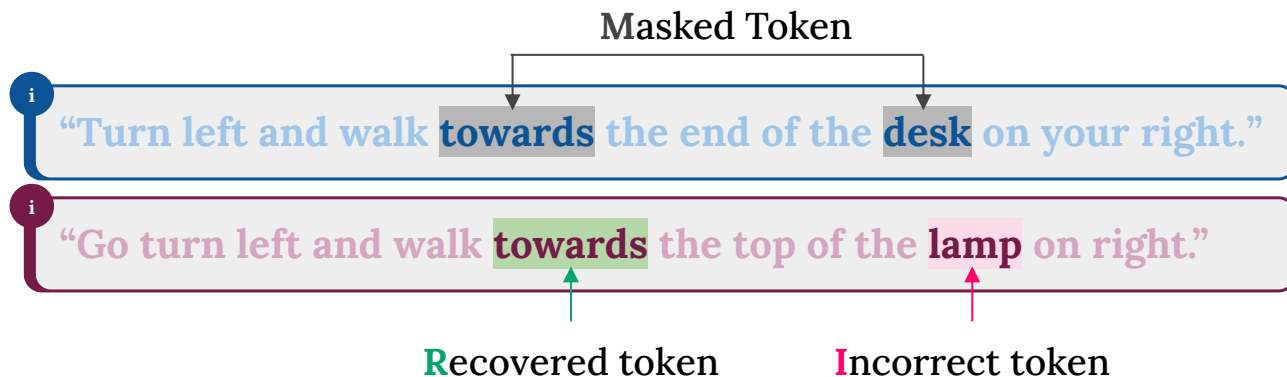 Masked Token
i
“Turn left and walk towards the end of the desk on your right.”
i
“Go turn left and walk towards the top of the lamp on right.”
Recovered token Incorrect token